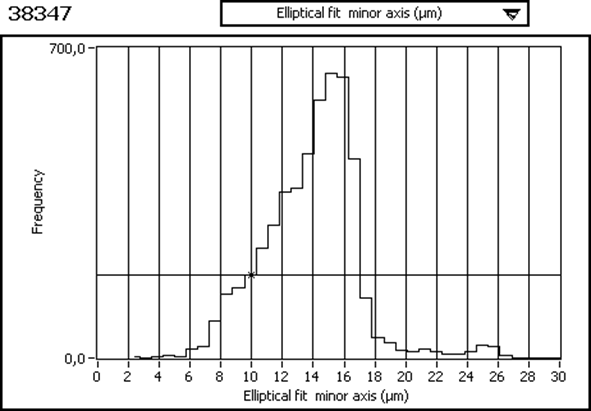 38347 Elliptical fit minor axis (µm)
700,0
Frequency
0,0
0 2 4 6 8 10 12 14 16 18 20 22 24 26 28 30
Elliptical fit minor axis (µm)